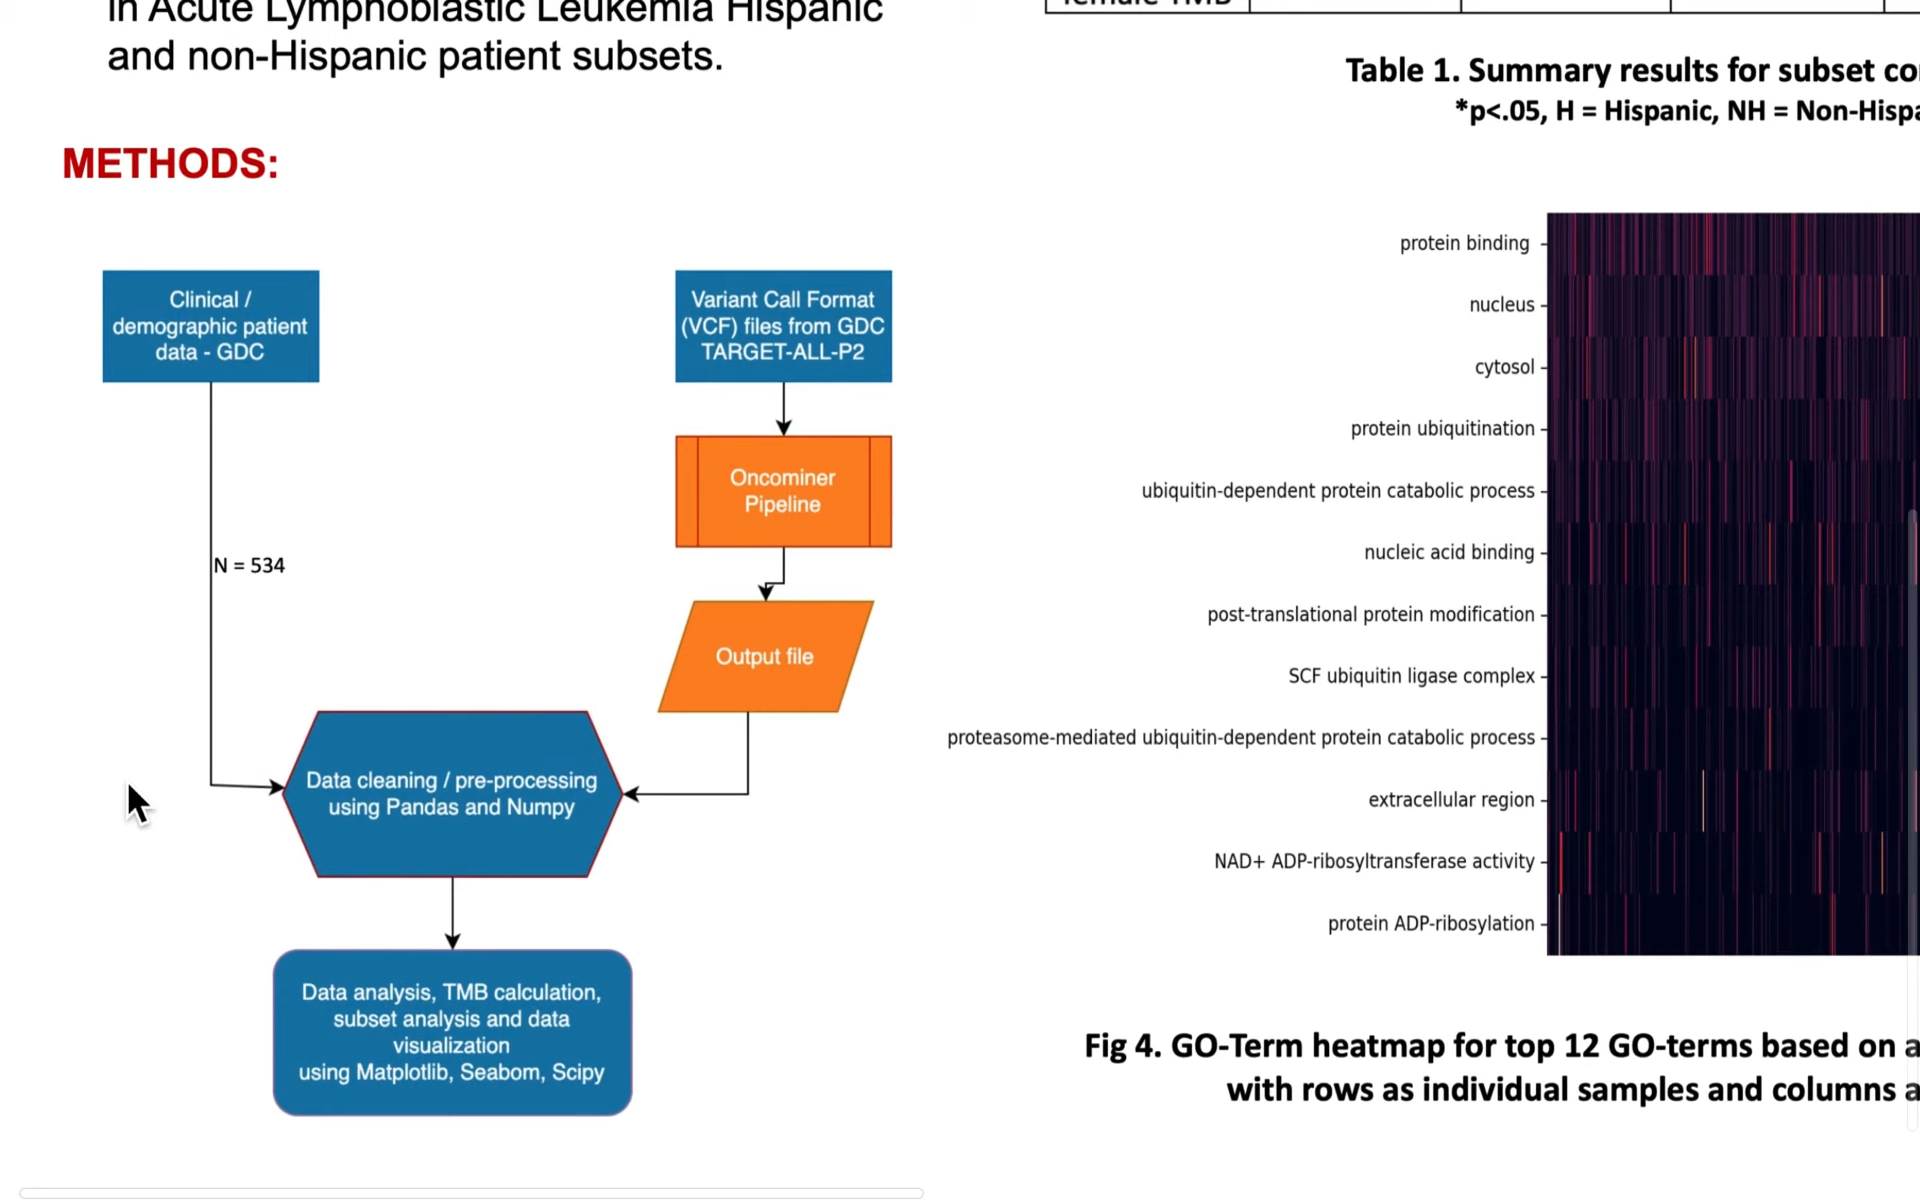 in Acute Lymphoblastic Leukemia Hispanic
and non-Hispanic patient subsets.
METHODS:
Clinical /
demographic patient
data - GDC
Variant Call Format
(VCF) files from GDC
TARGET-ALL-P2
Oncominer
Pipeline
N = 534
Output file
Data cleaning / pre-processing
using Pandas and Numpy
Data analysis, TMB calculation,
subset analysis and data
visualization
using Matplotlib, Seabom, Scipy
female TMB
Table 1. Summary results for subset co
*p<.05, H = Hispanic, NH = Non-Hispa
protein binding
nucleus
cytosol
protein ubiquitination
ubiquitin-dependent protein catabolic process
nucleic acid binding
post-translational protein modification
SCF ubiquitin ligase complex
proteasome-mediated ubiquitin-dependent protein catabolic process
extracellular region
NAD+ ADP-ribosyltransferase activity
protein ADP-ribosylation
Fig 4. GO-Term heatmap for top 12 GO-terms based on a
with rows as individual samples and columns a